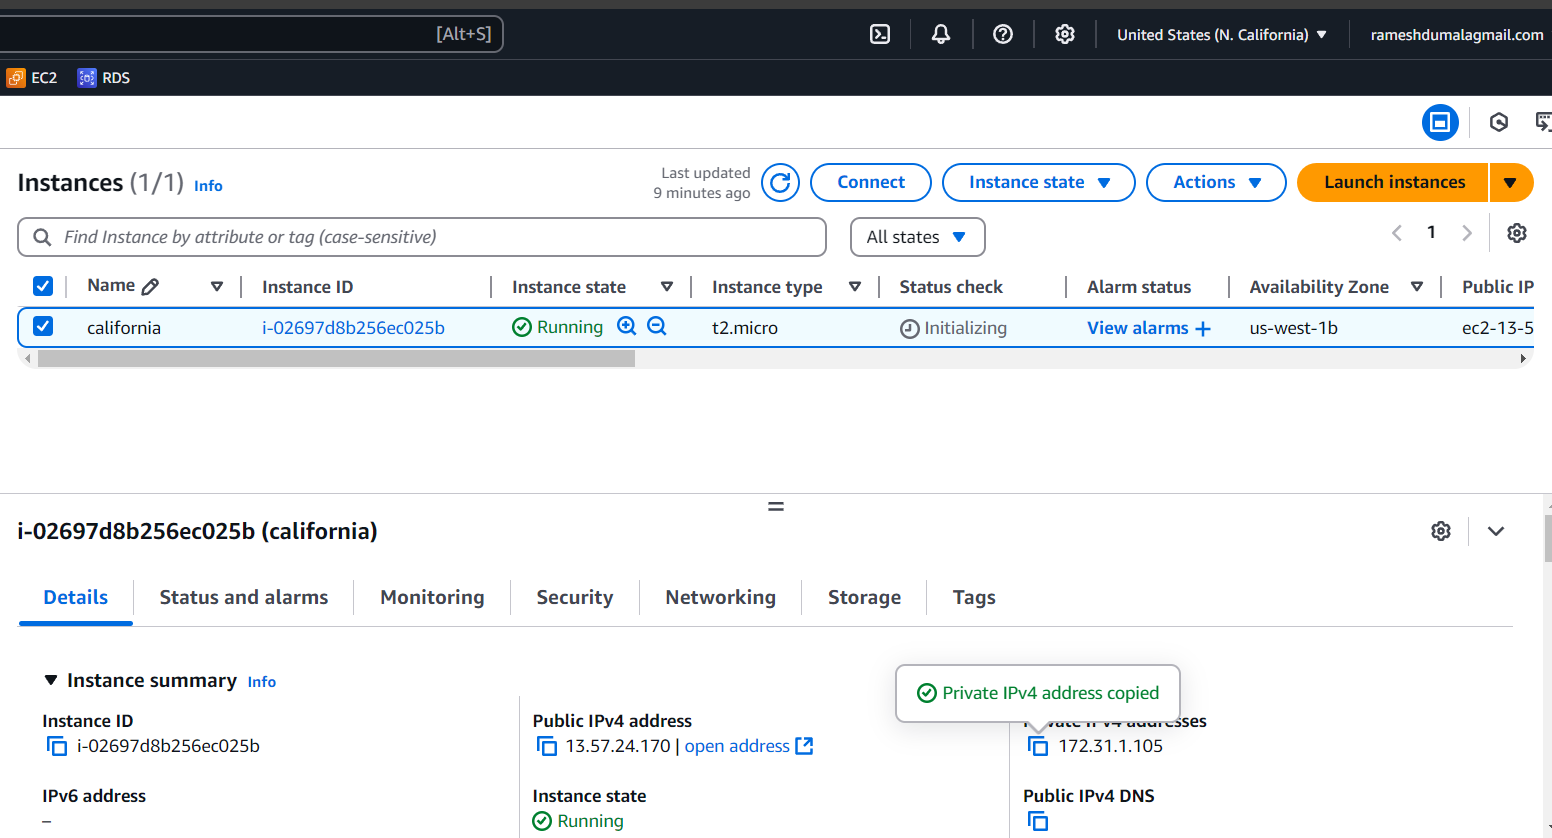 [Alt+S]
United States (N. California)
rameshdumalagmail.com
EC2
RDS
Instances (1/1) Info
Last updated
9 minutes ago
Connect
Instance state
Actions
Launch instances
Find Instance by attribute or tag (case-sensitive)
All states
1
Name
Instance ID
Instance state
Instance type
Status check
Alarm status
Availability Zone
Public IP
california
i-02697d8b256ec025b
Running
t2.micro
Initializing
View alarms +
us-west-1b
ec2-13-5
i-02697d8b256ec025b (california)
Details
Status and alarms
Monitoring
Security
Networking
Storage
Tags
Instance summary Info
Private IPv4 address copied
Instance ID
i-02697d8b256ec025b
Public IPv4 address
13.57.24.170 | open address
Private IPv4 addresses
172.31.1.105
IPv6 address
–
Instance state
Running
Public IPv4 DNS